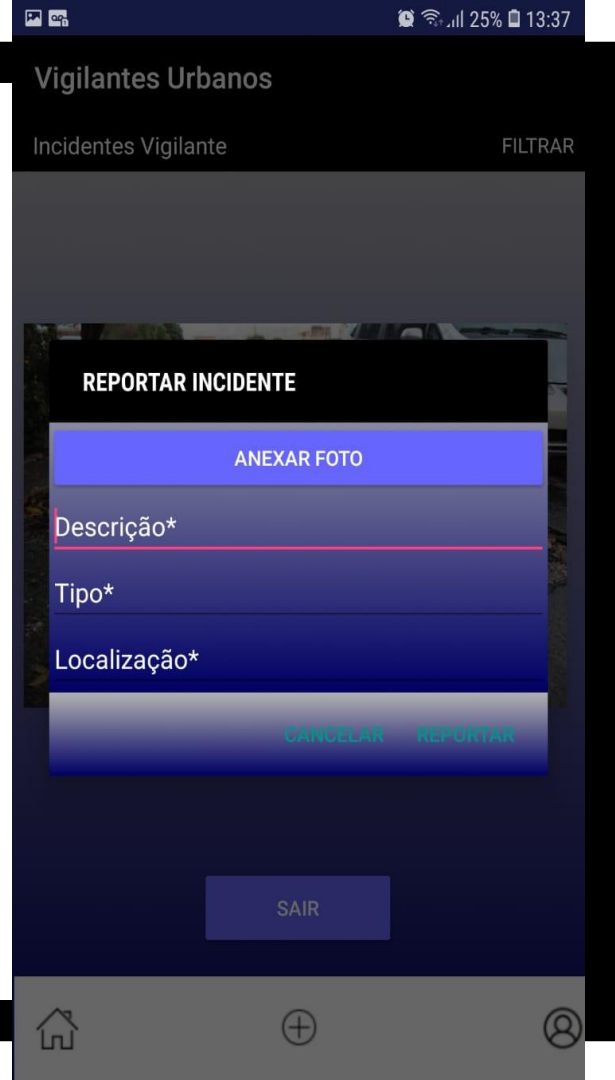 25% 13:37
Vigilantes Urbanos
Incidentes Vigilante FILTRAR
REPORTAR INCIDENTE
ANEXAR FOTO
Descrição*
Tipo*
Localização*
CANCELAR REPORTAR
SAIR